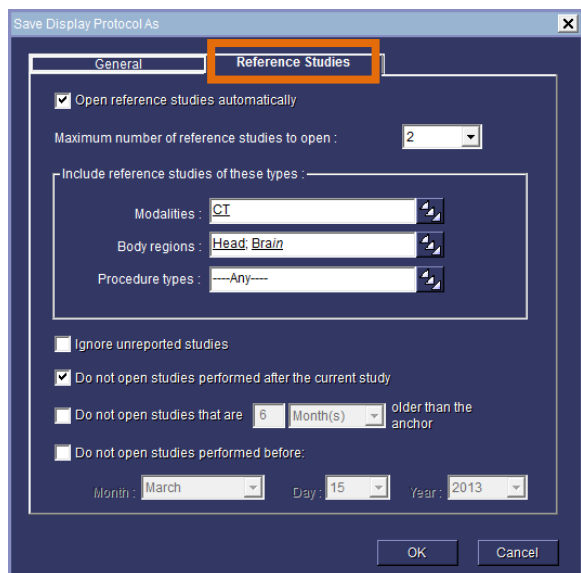 Save Display Protocol As
General Reference Studies
Open reference studies automatically
Maximum number of reference studies to open : 2
Include reference studies of these types :
Modalities : CT
Body regions : Head; Brain
Procedure types : ----Any----
Ignore unreported studies
Do not open studies performed after the current study
Do not open studies that are 6 Month(s) older than the
anchor
Do not open studies performed before:
Month : March Day : 15 Year : 2013
OK Cancel